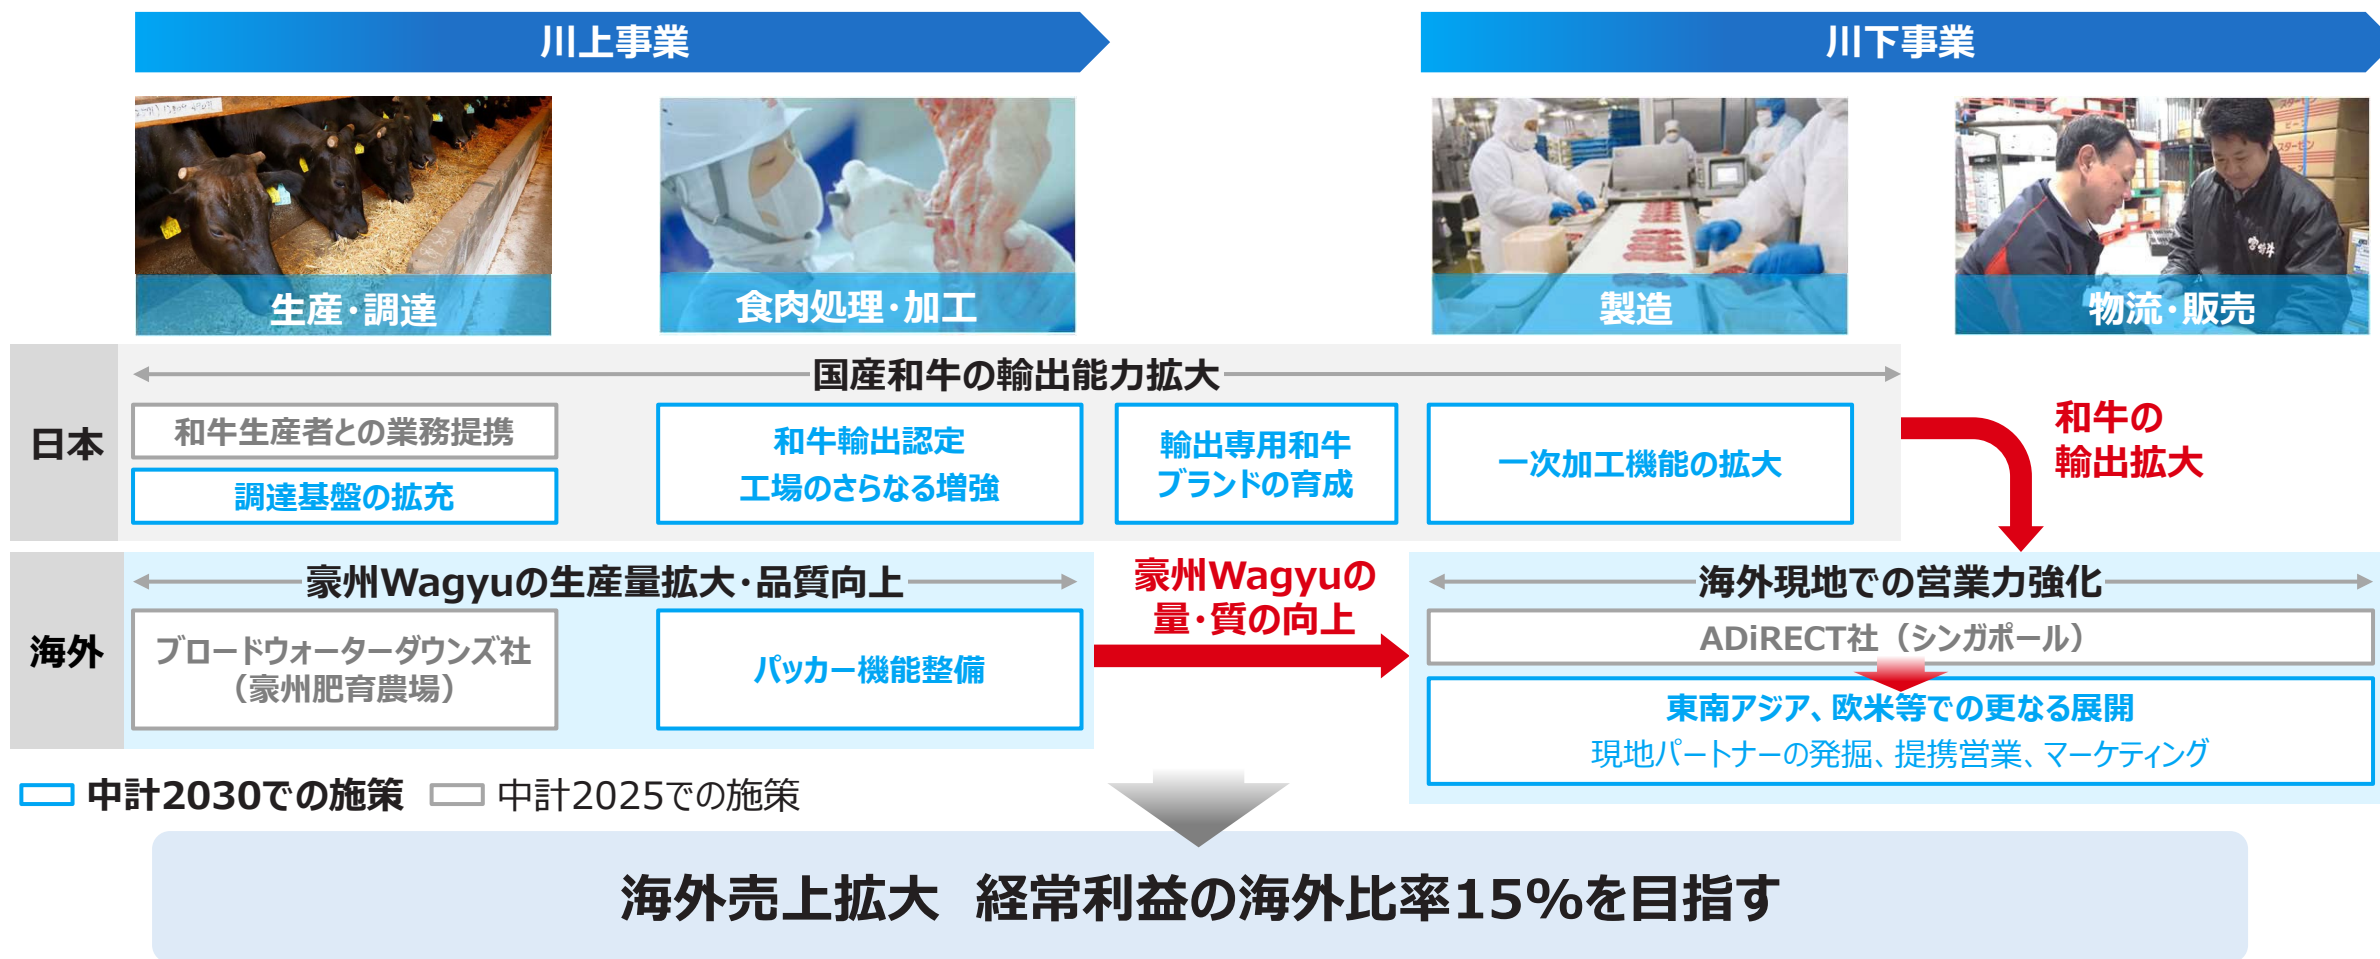 川上事業
川下事業
生産・調達
食肉処理・加工
製造
物流・販売
スターゼン
宮崎牛
日本
国産和牛の輸出能力拡大
和牛生産者との業務提携
調達基盤の拡充
和牛輸出認定
工場のさらなる増強
輸出専用和牛
ブランドの育成
一次加工機能の拡大
和牛の
輸出拡大
海外
豪州Wagyuの生産量拡大・品質向上
ブロードウォーターダウンズ社
（豪州肥育農場）
パッカー機能整備
豪州Wagyuの
量・質の向上
海外現地での営業力強化
ADiRECT社（シンガポール）
東南アジア、欧米等での更なる展開
現地パートナーの発掘、提携営業、マーケティング
中計2030での施策
中計2025での施策
海外売上拡大 経常利益の海外比率15%を目指す